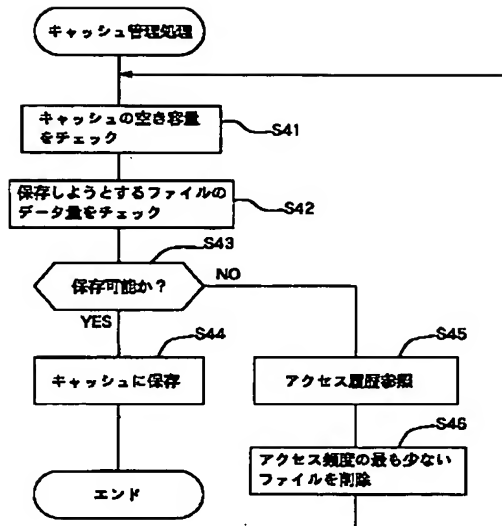 キャッシュ管理処理
キャッシュの空き容量
をチェック
S41
保存しようとするファイルの
データ量をチェック
S42
S43
保存可能か?
NO
YES
S44
キャッシュに保存
S45
アクセス履歴参照
S46
アクセス頻度の最も少ない
ファイルを削除
エンド